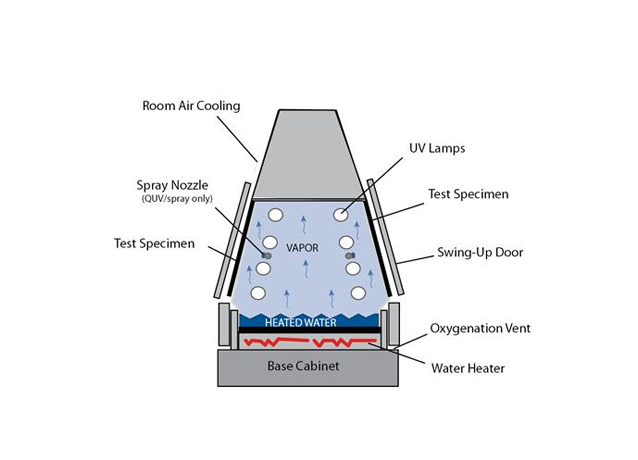 Room Air Cooling
UV Lamps
Spray Nozzle
(QUV/spray only)
Test Specimen
Test Specimen
VAPOR
Swing-Up Door
HEATED WATER
Oxygenation Vent
Base Cabinet
Water Heater